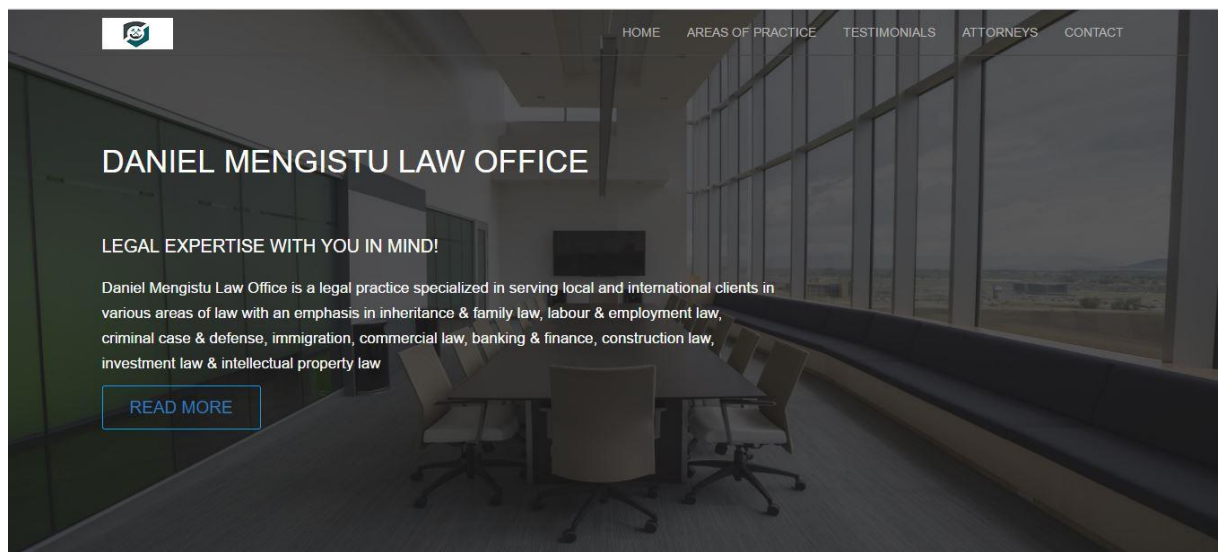 HOME AREAS OF PRACTICE TESTIMONIALS ATTORNEYS CONTACT
DANIEL MENGISTU LAW OFFICE
LEGAL EXPERTISE WITH YOU IN MIND!
Daniel Mengistu Law Office is a legal practice specialized in serving local and international clients in
various areas of law with an emphasis in inheritance & family law, labour & employment law,
criminal case & defense, immigration, commercial law, banking & finance, construction law,
investment law & intellectual property law
READ MORE